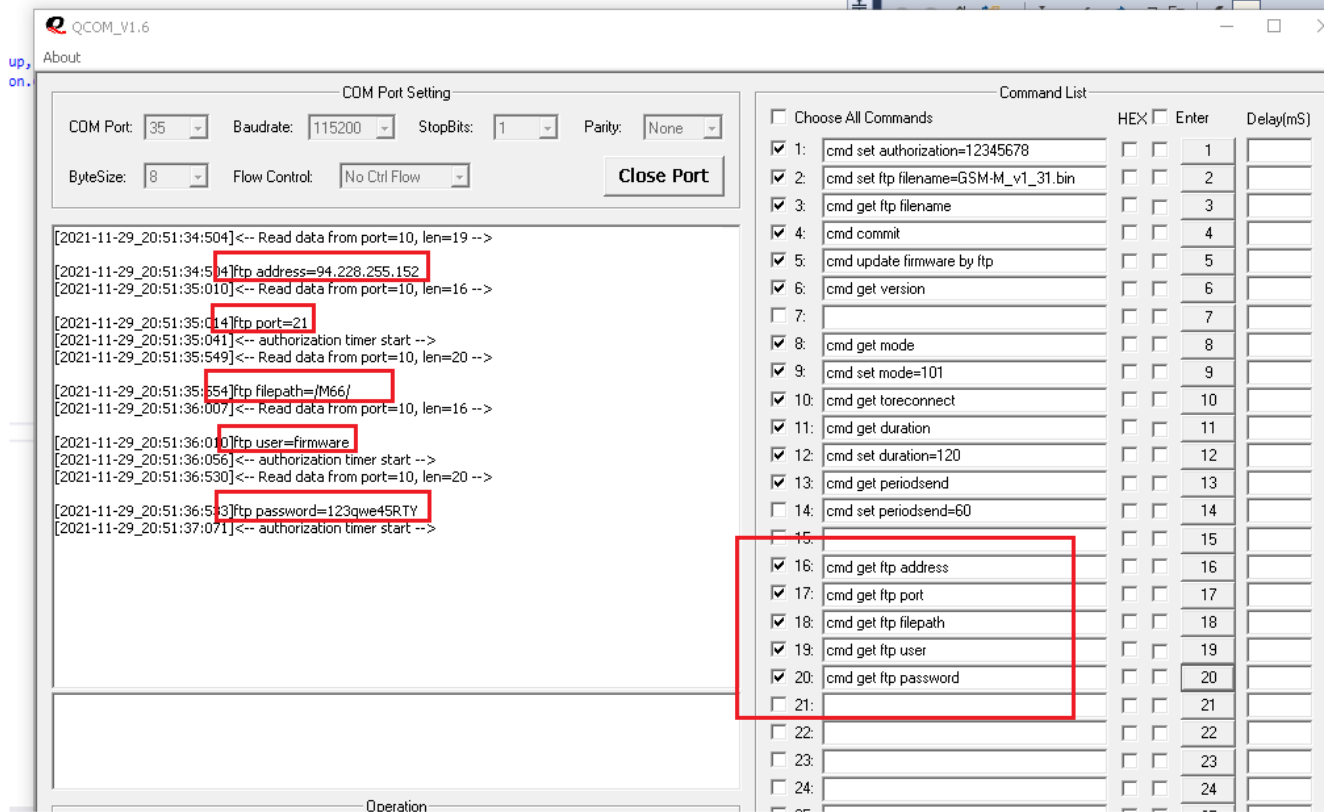 QCOM_V1.6
About
up,
on.
COM Port Setting
COM Port: 35 Baudrate: 115200 StopBits: 1 Parity: None
ByteSize: 8 Flow Control: No Ctrl Flow Close Port
[2021-11-29_20:51:34:504]<-- Read data from port=10, len=19 -->
[2021-11-29_20:51:34:504]ftp address=94.228.255.152
[2021-11-29_20:51:35:010]<-- Read data from port=10, len=16 -->
[2021-11-29_20:51:35:014]ftp port=21
[2021-11-29_20:51:35:041]<-- authorization timer start -->
[2021-11-29_20:51:35:549]<-- Read data from port=10, len=20 -->
[2021-11-29_20:51:35:554]ftp filepath=/M66/
[2021-11-29_20:51:36:007]<-- Read data from port=10, len=16 -->
[2021-11-29_20:51:36:010]ftp user=firmware
[2021-11-29_20:51:36:056]<-- authorization timer start -->
[2021-11-29_20:51:36:530]<-- Read data from port=10, len=20 -->
[2021-11-29_20:51:36:533]ftp password=123qwe45RTY
[2021-11-29_20:51:37:071]<-- authorization timer start -->
Operation
Command List
Choose All Commands HEX Enter Delay(mS)
1: cmd set authorization=12345678 1
2: cmd set ftp filename=GSM-M_v1_31.bin 2
3: cmd get ftp filename 3
4: cmd commit 4
5: cmd update firmware by ftp 5
6: cmd get version 6
7: 7
8: cmd get mode 8
9: cmd set mode=101 9
10: cmd get toreconnect 10
11: cmd get duration 11
12: cmd set duration=120 12
13: cmd get periodsend 13
14: cmd set periodsend=60 14
15: 15
16: cmd get ftp address 16
17: cmd get ftp port 17
18: cmd get ftp filepath 18
19: cmd get ftp user 19
20: cmd get ftp password 20
21: 21
22: 22
23: 23
24: 24